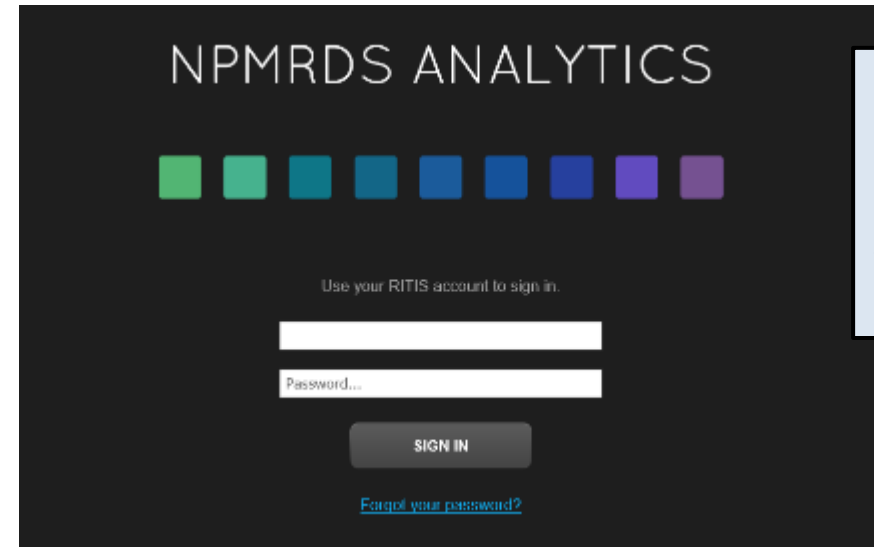 NPMRDS ANALYTICS
Use your RITIS account to sign in.
Password...
SIGN IN
Forgot your password?